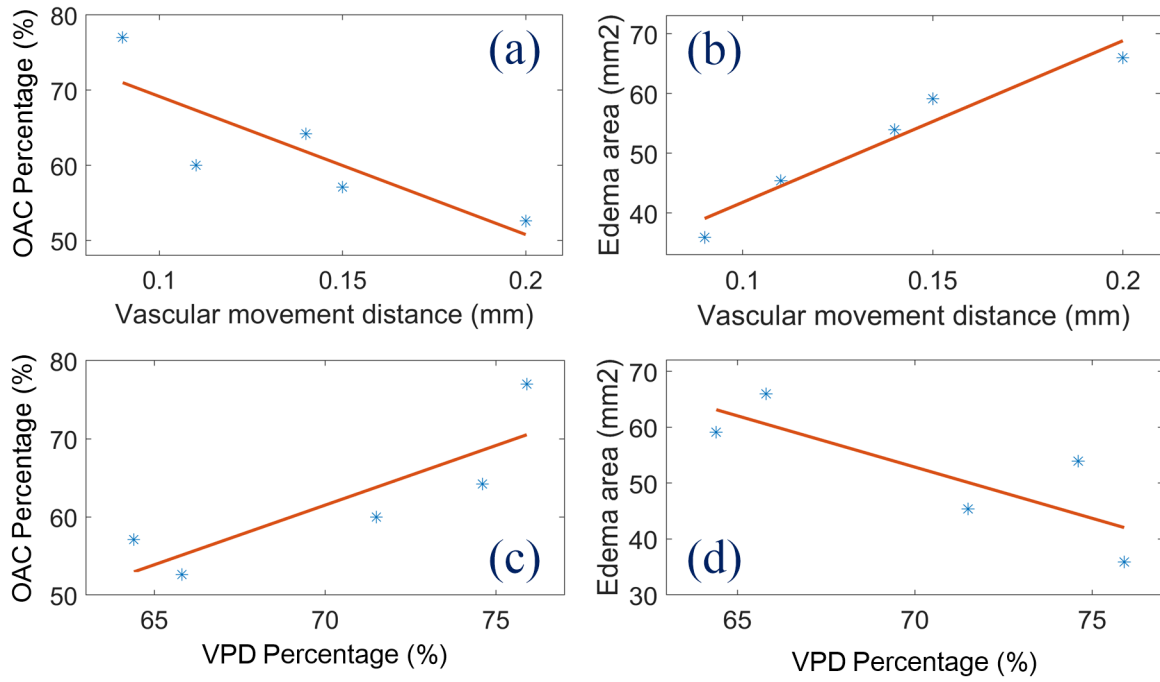 80
70
60
50
OAC Percentage (%)
(a)
0.1
0.15
0.2
Vascular movement distance (mm)
70
60
50
40
Edema area (mm2)
(b)
0.1
0.15
0.2
Vascular movement distance (mm)
80
70
60
50
OAC Percentage (%)
(c)
65
70
75
VPD Percentage (%)
70
60
50
40
30
Edema area (mm2)
(d)
65
70
75
VPD Percentage (%)